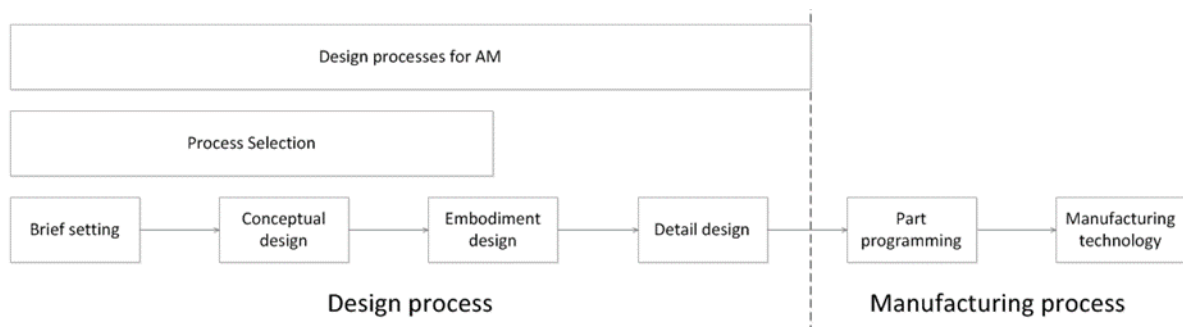 Design processes for AM
Process Selection
Brief setting
Conceptual
design
Embodiment
design
Detail design
Part
programming
Manufacturing
technology
Design process
Manufacturing process